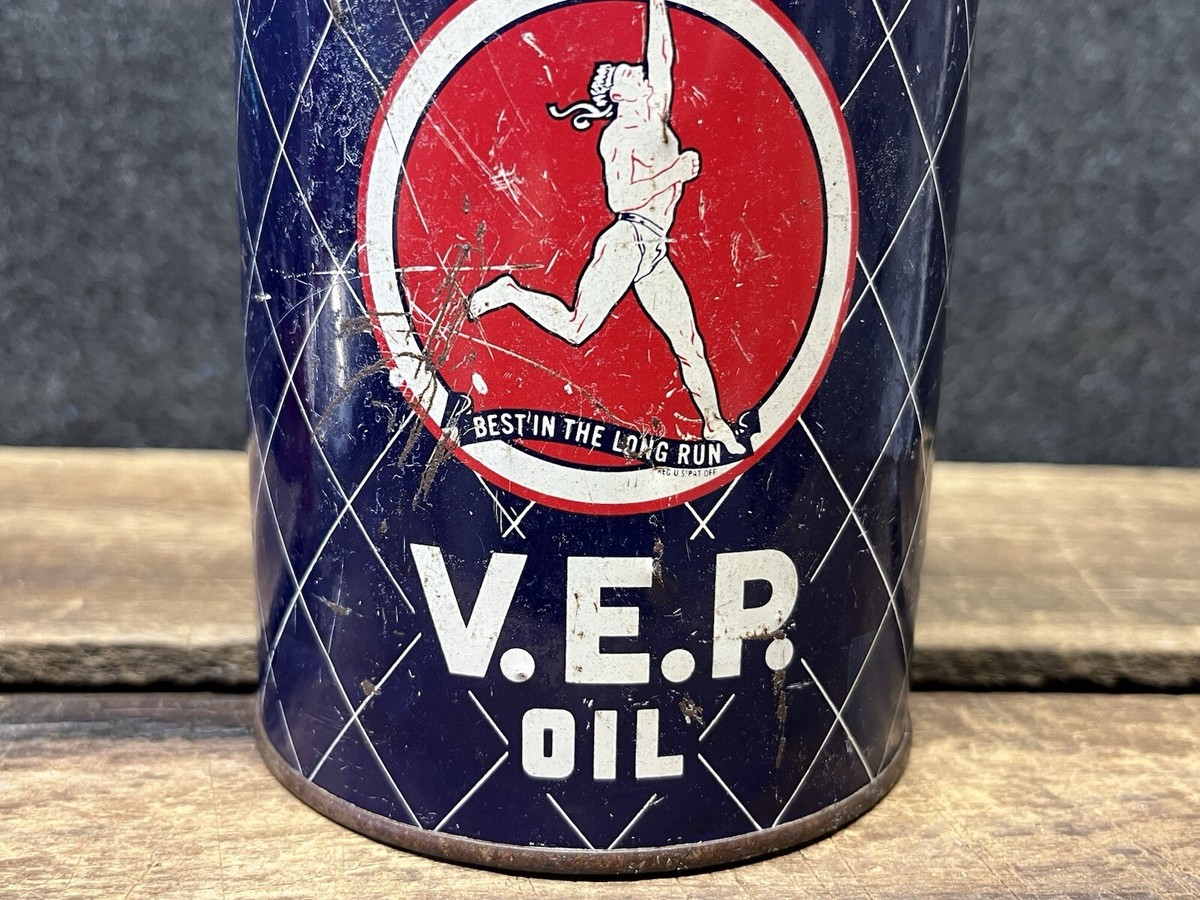 BEST IN THE LONG RUN
REG U S PAT OFF
V.E.P.
OIL